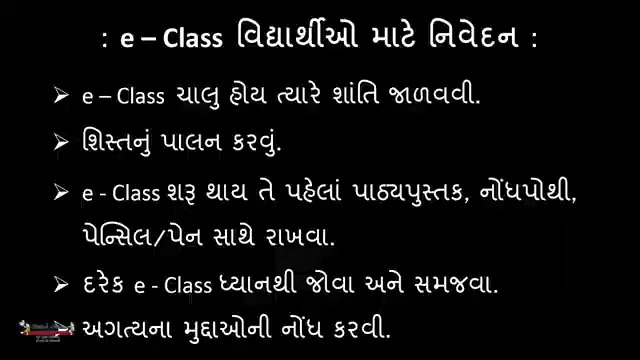 : e – Class વિદ્યાર્થીઓ માટે નિવેદન :
➢ e – Class ચાલુ હોય ત્યારે શાંતિ જાળવવી.
➢ શિસ્તનું પાલન કરવું.
➢ e - Class શરૂ થાય તે પહેલાં પાઠ્યપુસ્તક, નોંધપોથી,
પેન્સિલ/પેન સાથે રાખવા.
➢ દરેક e - Class ધ્યાનથી જોવા અને સમજવા.
➢ અગત્યના મુદ્દાઓની નોંધ કરવી.